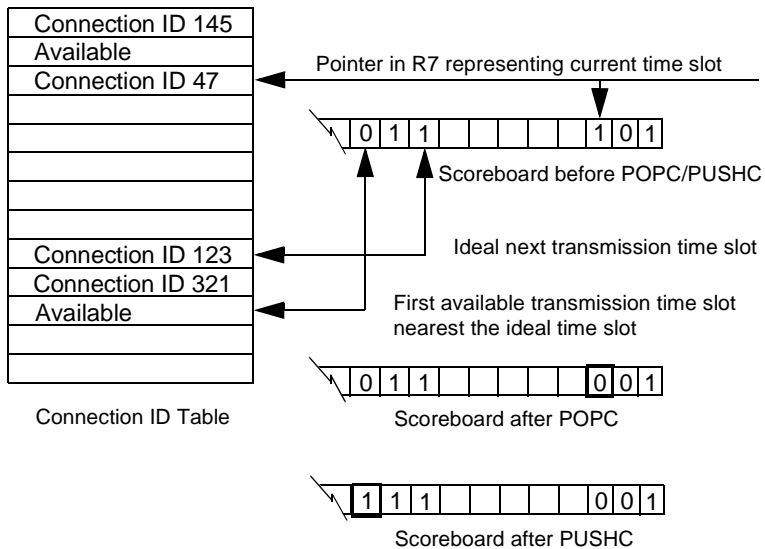 Connection ID 145
Available
Connection ID 47
Pointer in R7 representing current time slot
0 1 1 1 0 1
Scoreboard before POPC/PUSHC
Connection ID 123
Ideal next transmission time slot
Connection ID 321
Available
First available transmission time slot
nearest the ideal time slot
0 1 1 0 0 1
Connection ID Table
Scoreboard after POPC
1 1 1 0 0 1
Scoreboard after PUSHC